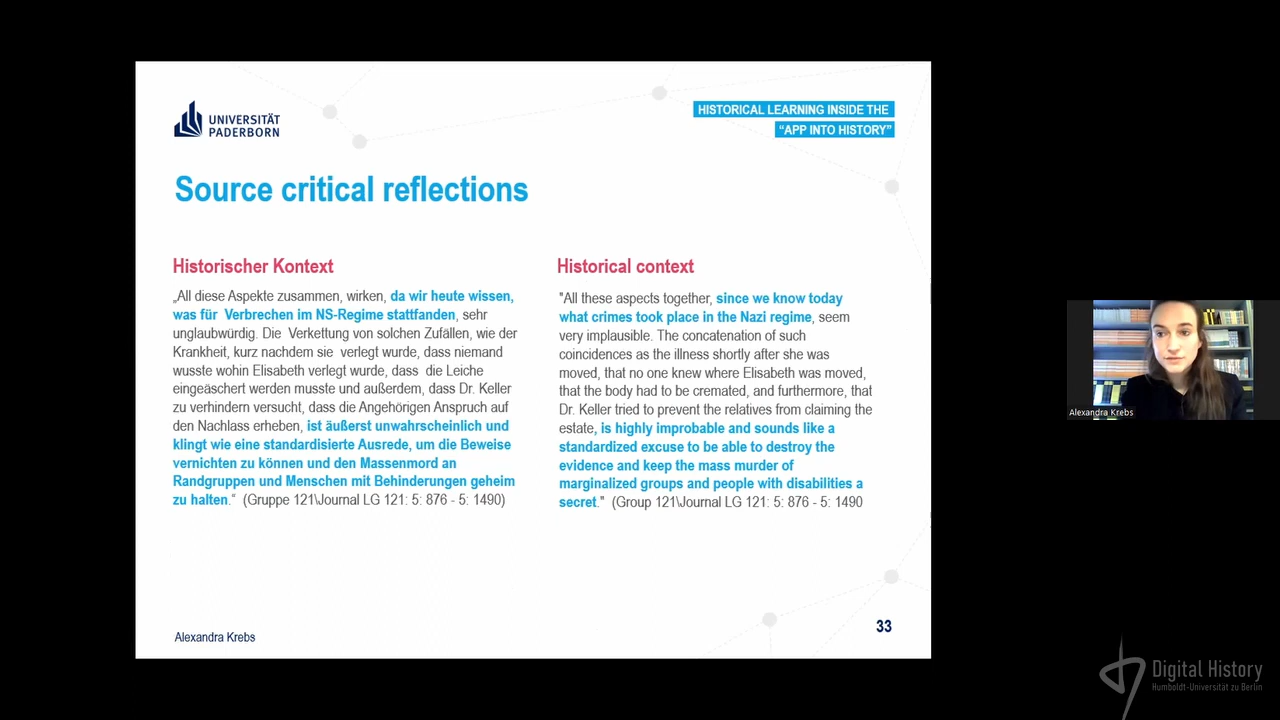 UNIVERSITÄT
PADERBORN
HISTORICAL LEARNING INSIDE THE
“APP INTO HISTORY”
Source critical reflections
Historischer Kontext
„All diese Aspekte zusammen, wirken, da wir heute wissen,
was für Verbrechen im NS-Regime stattfanden, sehr
unglaubwürdig. Die Verkettung von solchen Zufällen, wie der
Krankheit, kurz nachdem sie verlegt wurde, dass niemand
wusste wohin Elisabeth verlegt wurde, dass die Leiche
eingeäschert werden musste und außerdem, dass Dr. Keller
zu verhindern versucht, dass die Angehörigen Anspruch auf
den Nachlass erheben, ist äußerst unwahrscheinlich und
klingt wie eine standardisierte Ausrede, um die Beweise
vernichten zu können und den Massenmord an
Randgruppen und Menschen mit Behinderungen geheim
zu halten.“ (Gruppe 121\Journal LG 121: 5: 876 - 5: 1490)
Historical context
"All these aspects together, since we know today
what crimes took place in the Nazi regime, seem
very implausible. The concatenation of such
coincidences as the illness shortly after she was
moved, that no one knew where Elisabeth was moved,
that the body had to be cremated, and furthermore, that
Dr. Keller tried to prevent the relatives from claiming the
estate, is highly improbable and sounds like a
standardized excuse to be able to destroy the
evidence and keep the mass murder of
marginalized groups and people with disabilities a
secret." (Group 121\Journal LG 121: 5: 876 - 5: 1490
Alexandra Krebs
33
Alexandra Krebs
Digital History
Humboldt-Universität zu Berlin